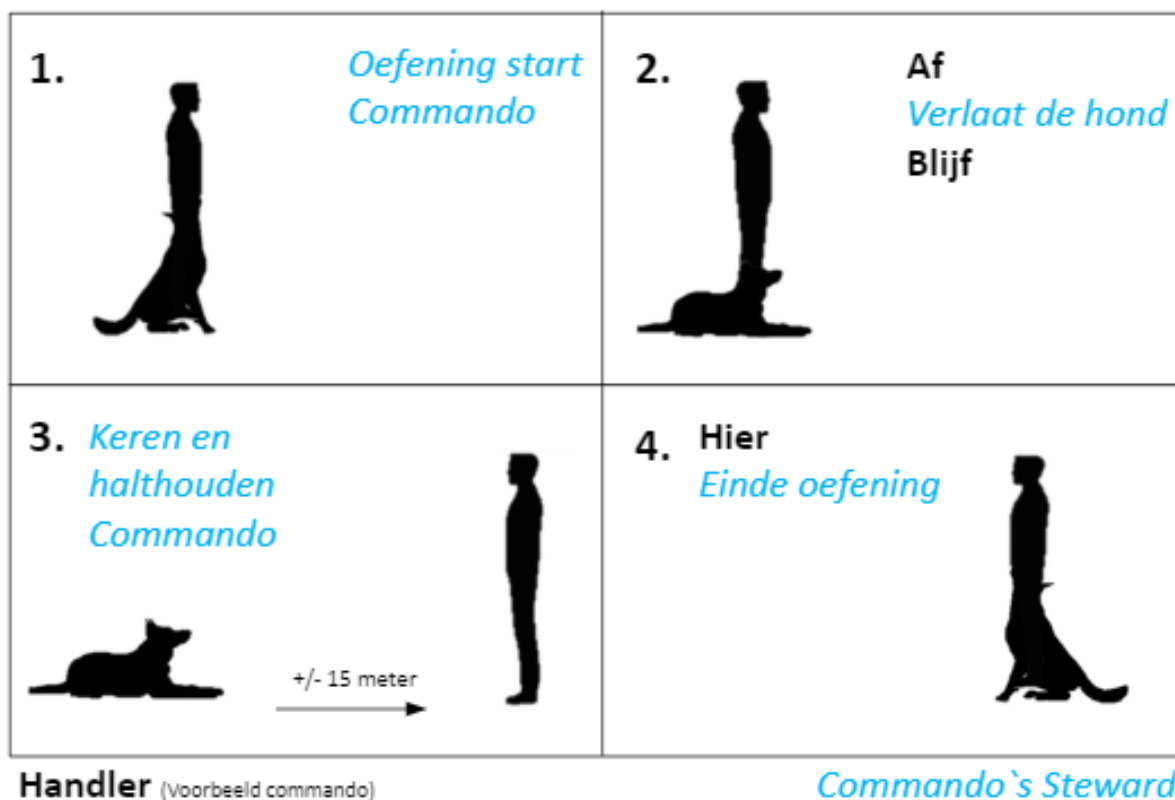 1.
Oefening start
Commando
2.
Af
Verlaat de hond
Blijf
3. Keren en
halthouden
Commando
+/- 15 meter
4. Hier
Einde oefening
Handler (Voorbeeld commando)
Commando`s Steward